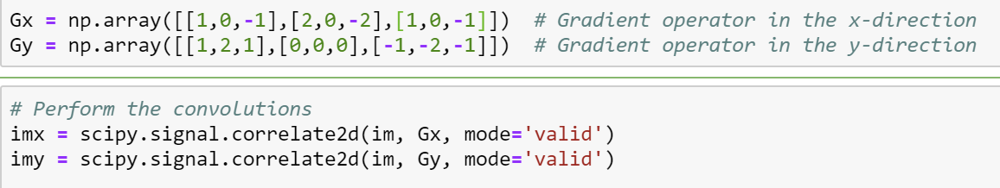 Gx = np.array([[1,0,-1],[2,0,-2],[1,0,-1]])  # Gradient operator in the x-direction
Gy = np.array([[1,2,1],[0,0,0],[-1,-2,-1]])  # Gradient operator in the y-direction
# Perform the convolutions
imx = scipy.signal.correlate2d(im, Gx, mode='valid')
imy = scipy.signal.correlate2d(im, Gy, mode='valid')